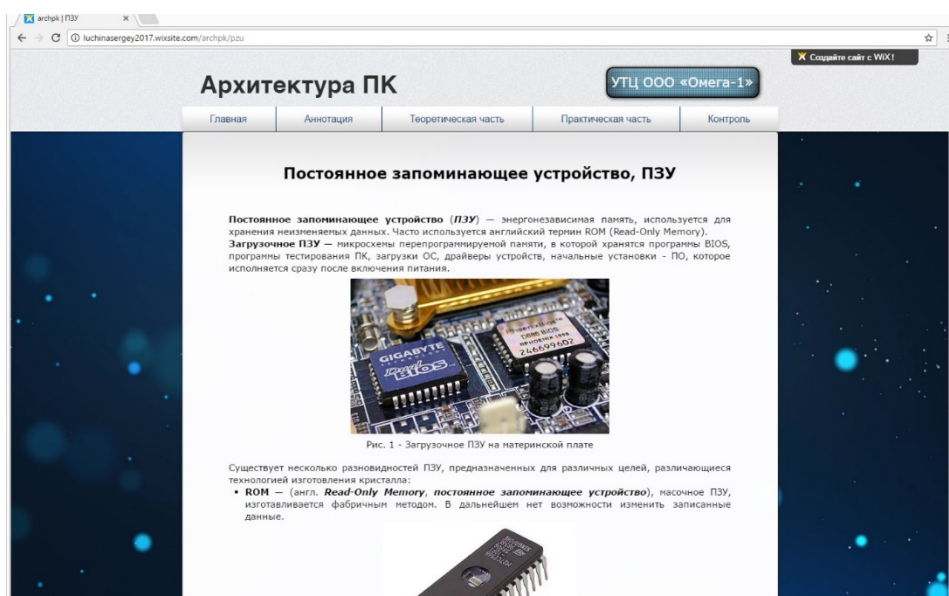 archpk | ПЗУ
luchinasergey2017.wixsite.com/archpk/pzu
Создайте сайт с WiX!
Архитектура ПК
УТЦ ООО «Омега-1»
Главная Аннотация Теоретическая часть Практическая часть Контроль
Постоянное запоминающее устройство, ПЗУ
Постоянное запоминающее устройство (ПЗУ) — энергонезависимая память, используется для
хранения неизменяемых данных. Часто используется английский термин ROM (Read-Only Memory).
Загрузочное ПЗУ — микросхемы перепрограммируемой памяти, в которой хранятся программы BIOS,
программы тестирования ПК, загрузки ОС, драйверы устройств, начальные установки - ПО, которое
исполняется сразу после включения питания.
GIGABYTE
Dual
BIOS
PhoenixBios
D686 BIOS
246699602
Рис. 1 - Загрузочное ПЗУ на материнской плате
Существует несколько разновидностей ПЗУ, предназначенных для различных целей, различающиеся
технологией изготовления кристалла:
• ROM — (англ. Read-Only Memory, постоянное запоминающее устройство), масочное ПЗУ,
изготавливается фабричным методом. В дальнейшем нет возможности изменить записанные
данные.